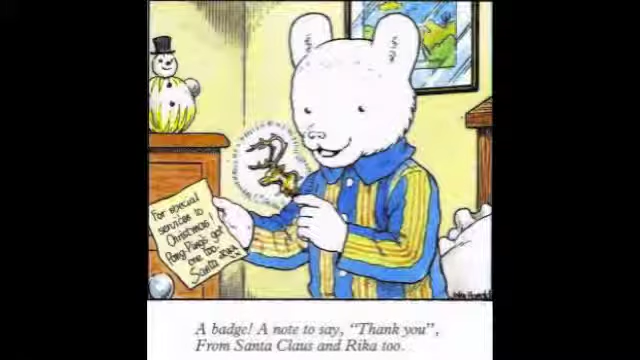 For special
services to
Christmas!
Pong-Ping's got
one too.
Santa
A badge! A note to say, "Thank you",
From Santa Claus and Rika too.